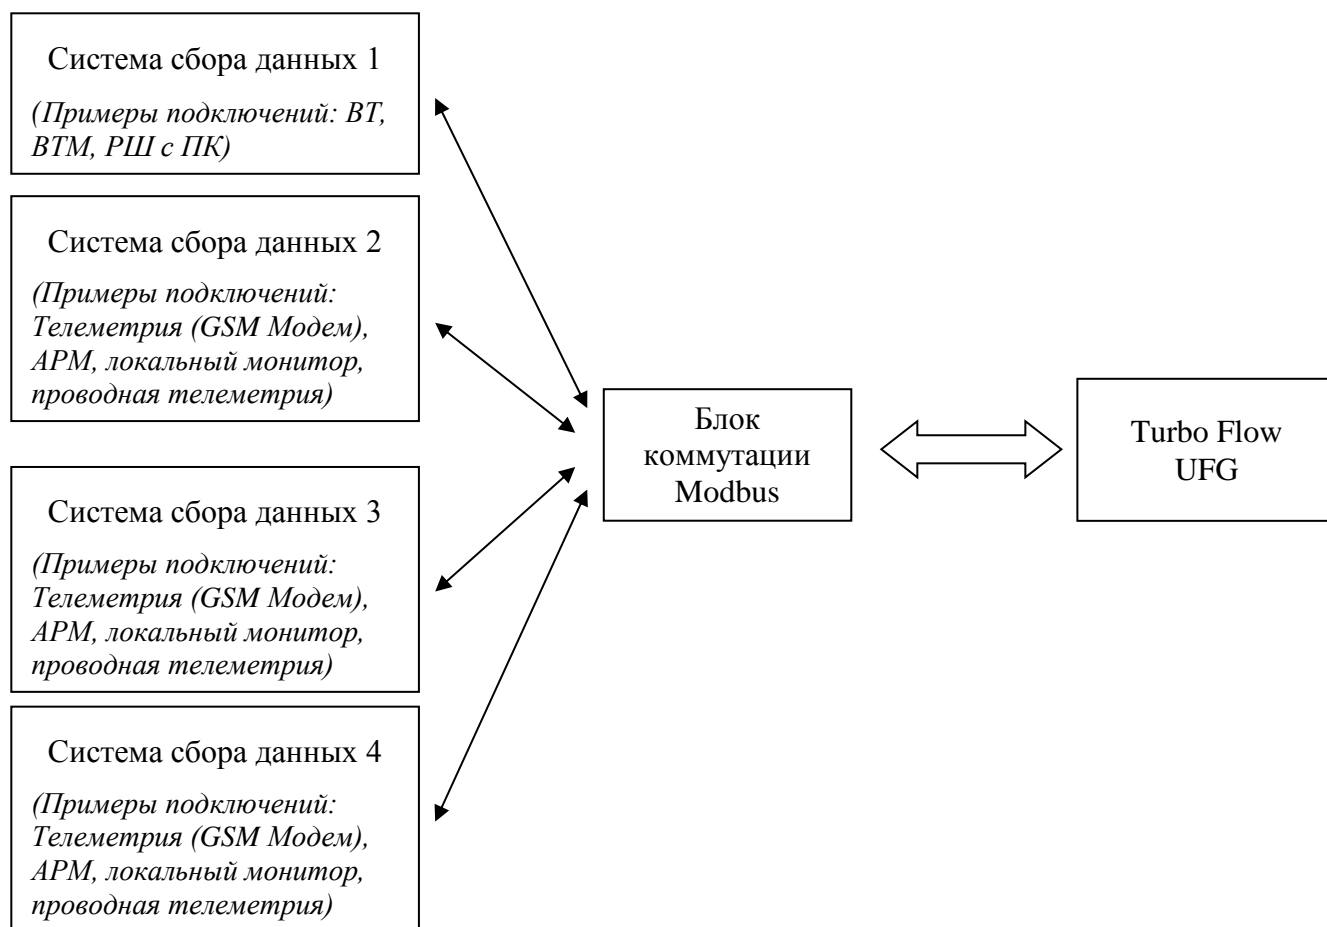 Система сбора данных 1
(Примеры подключений: ВТ,
ВТМ, РШ с ПК)
Система сбора данных 2
(Примеры подключений:
Телеметрия (GSM Модем),
АРМ, локальный монитор,
проводная телеметрия)
Система сбора данных 3
(Примеры подключений:
Телеметрия (GSM Модем),
АРМ, локальный монитор,
проводная телеметрия)
Система сбора данных 4
(Примеры подключений:
Телеметрия (GSM Модем),
АРМ, локальный монитор,
проводная телеметрия)
Блок
коммутации
Modbus
Turbo Flow
UFG